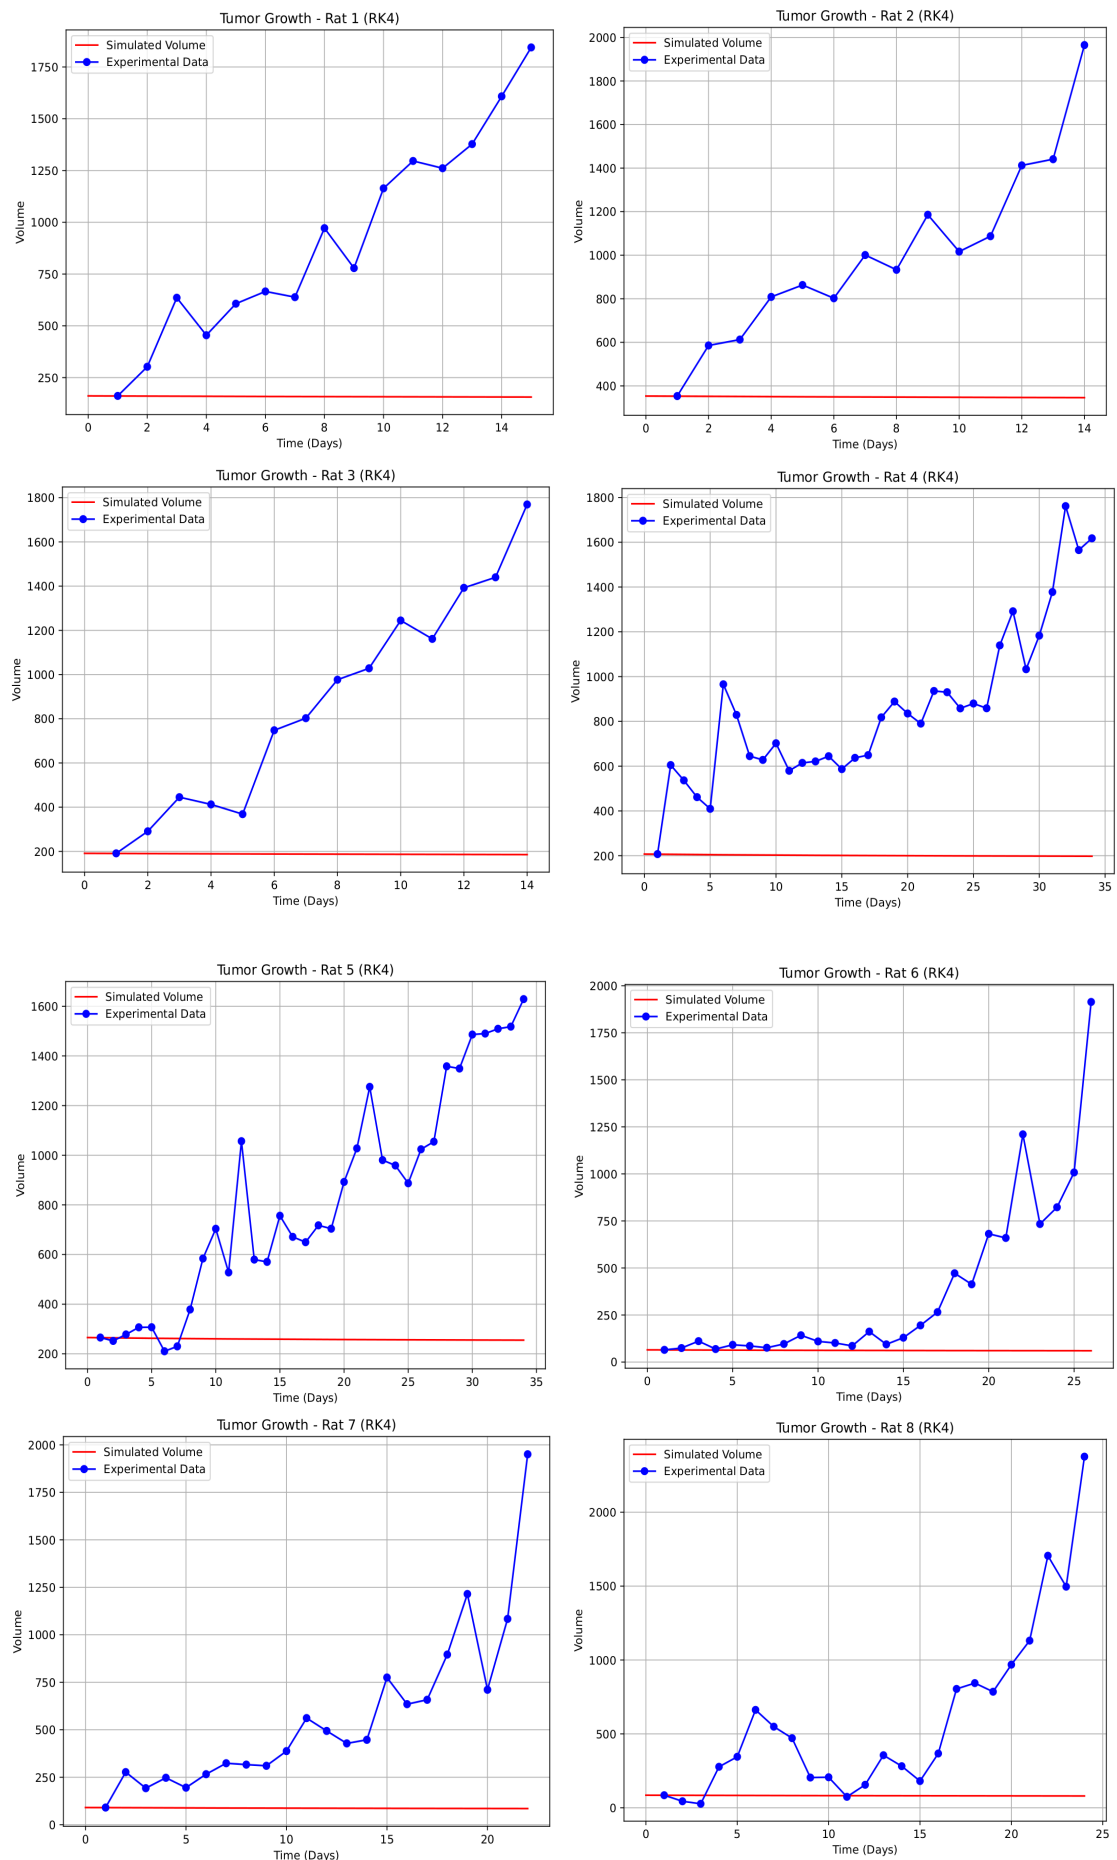 Tumor Growth - Rat 1 (RK4)
Simulated Volume
Experimental Data
Volume
1750
1500
1250
1000
750
500
250
0 2 4 6 8 10 12 14
Time (Days)
Tumor Growth - Rat 2 (RK4)
Simulated Volume
Experimental Data
Volume
2000
1800
1600
1400
1200
1000
800
600
400
0 2 4 6 8 10 12 14
Time (Days)
Tumor Growth - Rat 3 (RK4)
Simulated Volume
Experimental Data
Volume
1800
1600
1400
1200
1000
800
600
400
200
0 2 4 6 8 10 12 14
Time (Days)
Tumor Growth - Rat 4 (RK4)
Simulated Volume
Experimental Data
Volume
1800
1600
1400
1200
1000
800
600
400
200
0 5 10 15 20 25 30 35
Time (Days)
Tumor Growth - Rat 5 (RK4)
Simulated Volume
Experimental Data
Volume
1600
1400
1200
1000
800
600
400
200
0 5 10 15 20 25 30 35
Time (Days)
Tumor Growth - Rat 6 (RK4)
Simulated Volume
Experimental Data
Volume
2000
1750
1500
1250
1000
750
500
250
0
0 5 10 15 20 25
Time (Days)
Tumor Growth - Rat 7 (RK4)
Simulated Volume
Experimental Data
Volume
2000
1750
1500
1250
1000
750
500
250
0
0 5 10 15 20
Time (Days)
Tumor Growth - Rat 8 (RK4)
Simulated Volume
Experimental Data
Volume
2000
1500
1000
500
0
0 5 10 15 20 25
Time (Days)